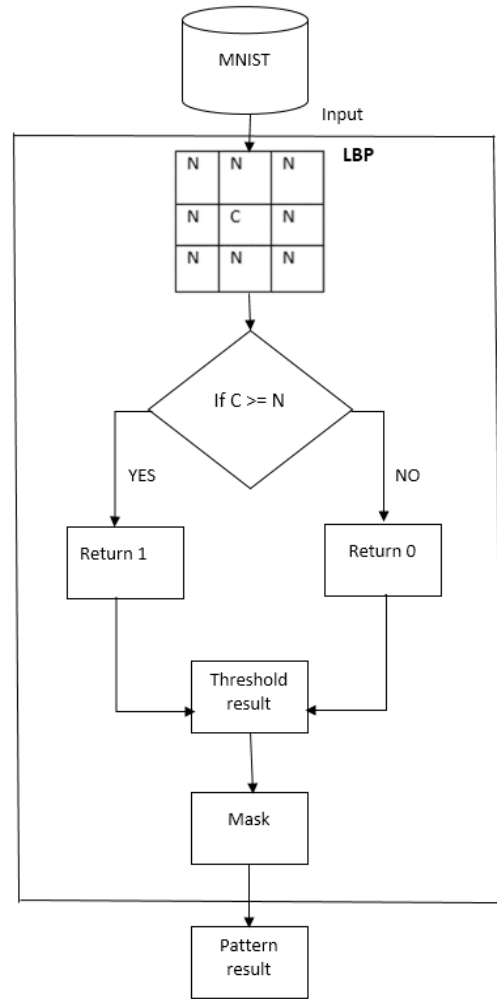 MNIST
Input
LBP
N N N
N C N
N N N
If C >= N
YES
NO
Return 1
Return 0
Threshold
result
Mask
Pattern
result